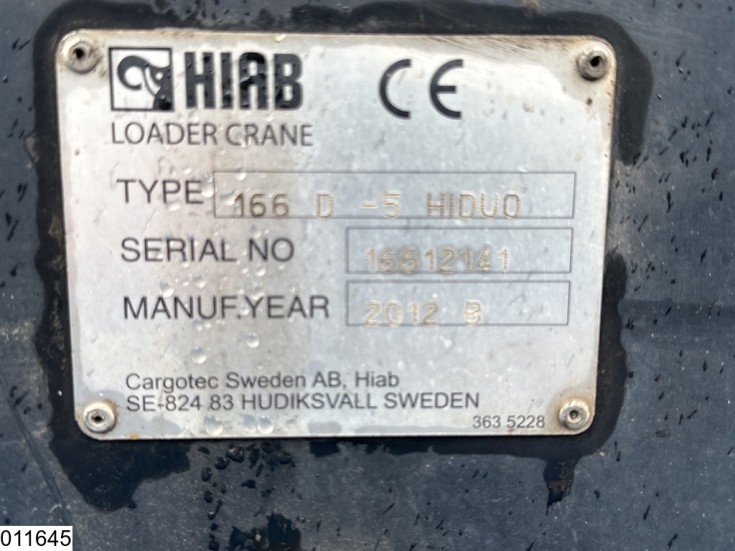 HIAB CE
LOADER CRANE
TYPE 166 D -5 HIDUO
SERIAL NO 16612141
MANUF.YEAR 2012 B
Cargotec Sweden AB, Hiab
SE-824 83 HUDIKSVALL SWEDEN
363 5228
011645